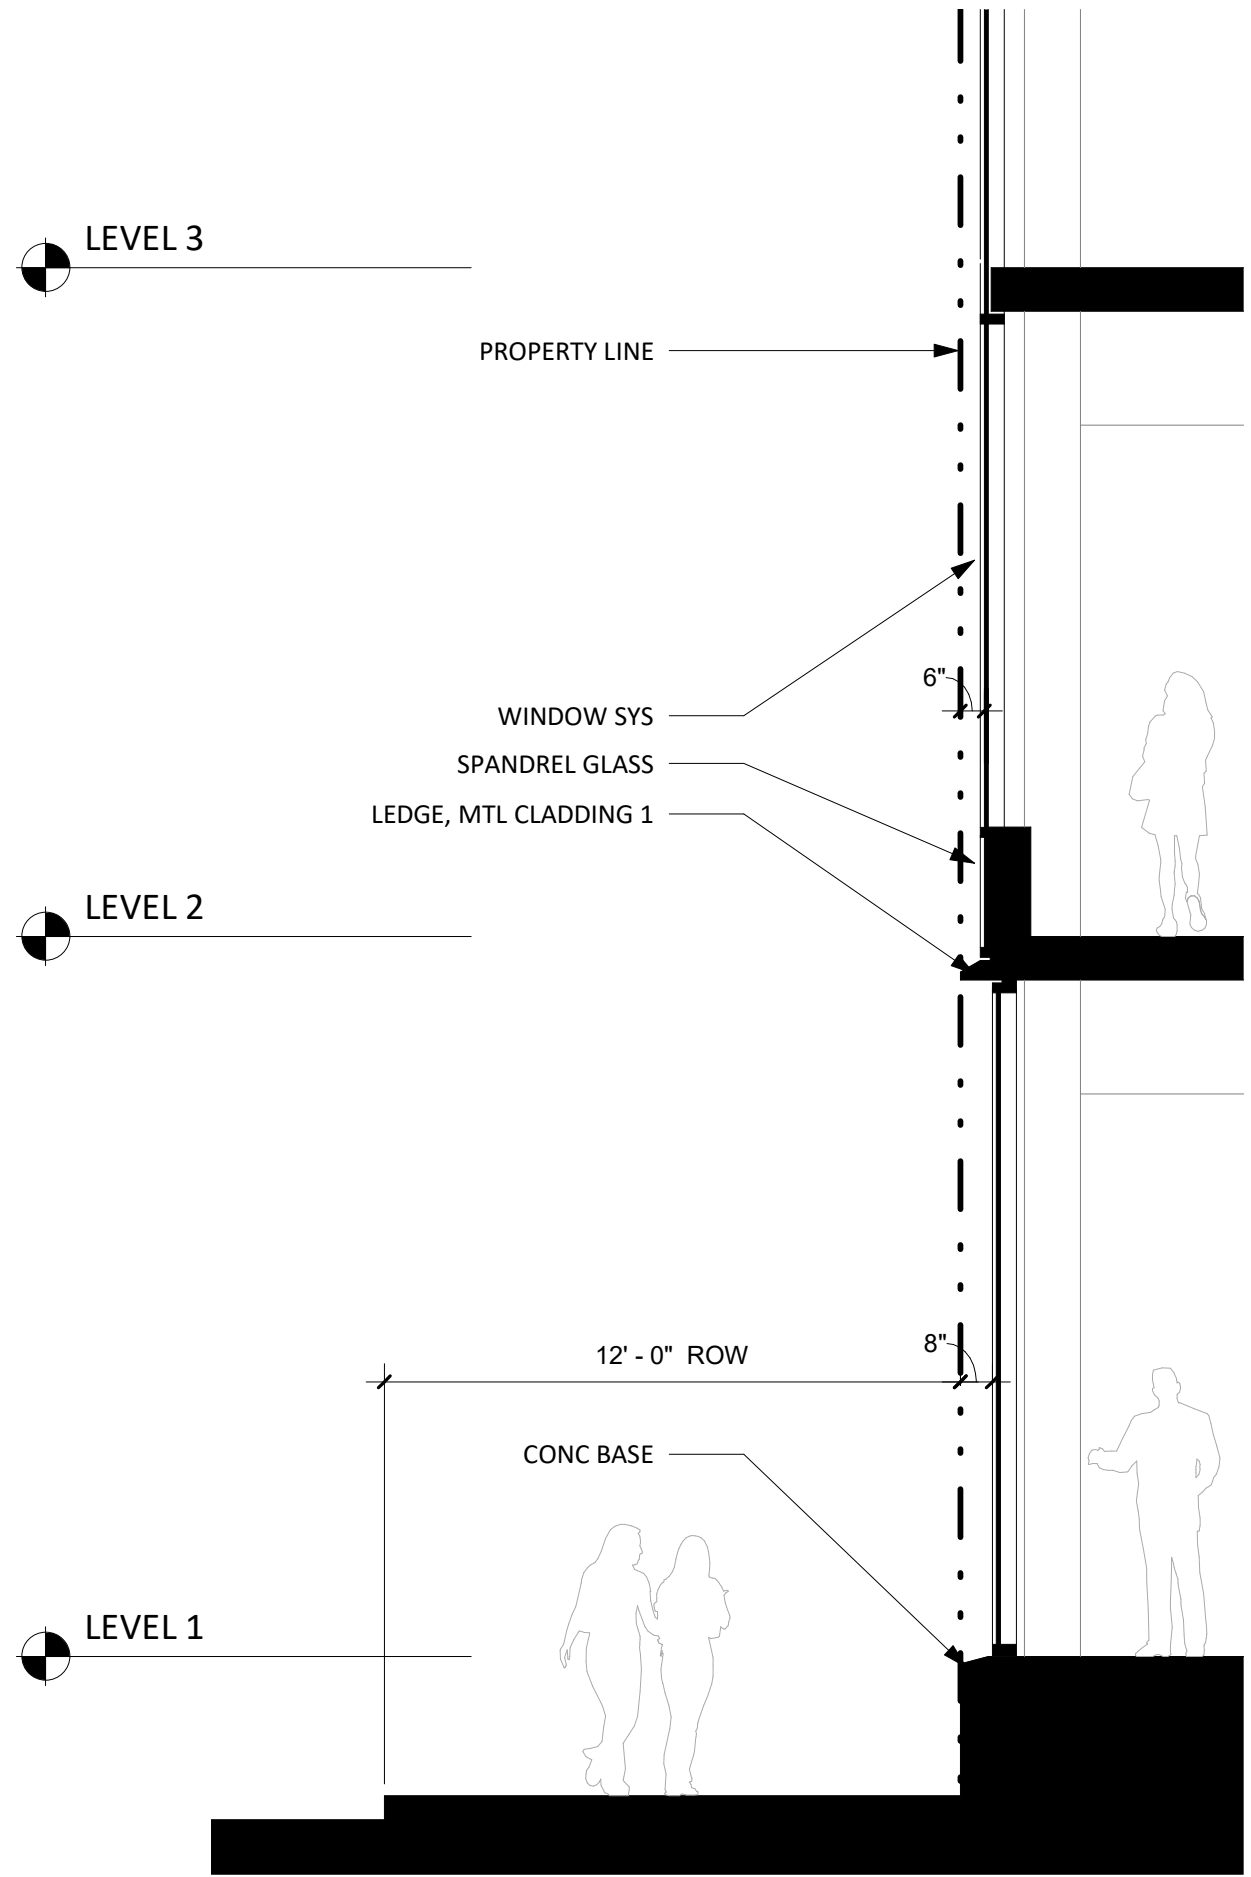 LEVEL 3
PROPERTY LINE
6"
WINDOW SYS
SPANDREL GLASS
LEDGE, MTL CLADDING 1
LEVEL 2
8"
12' - 0" ROW
CONC BASE
LEVEL 1